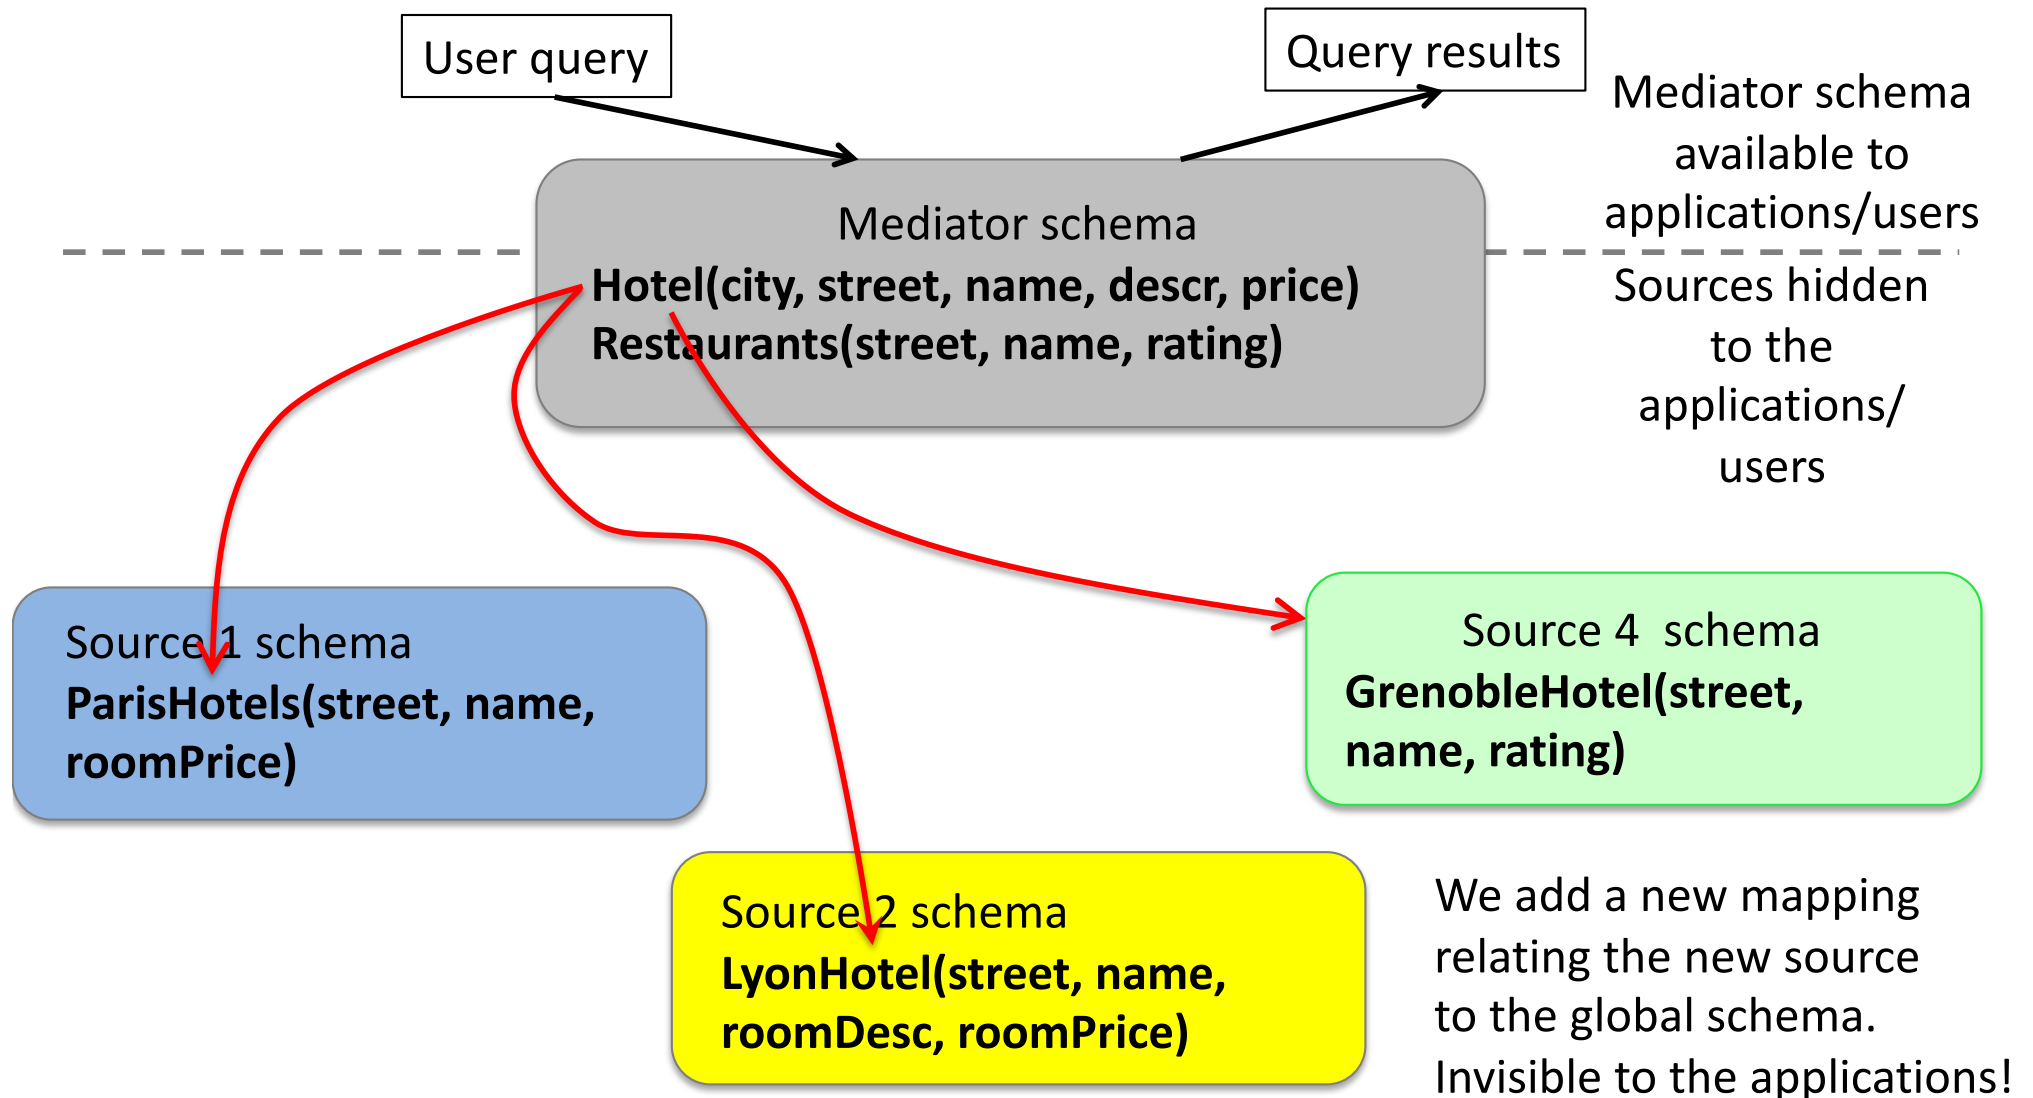 User query
Query results
Mediator schema
available to
applications/users
Mediator schema
Hotel(city, street, name, descr, price)
Restaurants(street, name, rating)
Sources hidden
to the
applications/
users
Source 1 schema
ParisHotels(street, name,
roomPrice)
Source 4 schema
GrenobleHotel(street,
name, rating)
Source 2 schema
LyonHotel(street, name,
roomDesc, roomPrice)
We add a new mapping
relating the new source
to the global schema.
Invisible to the applications!